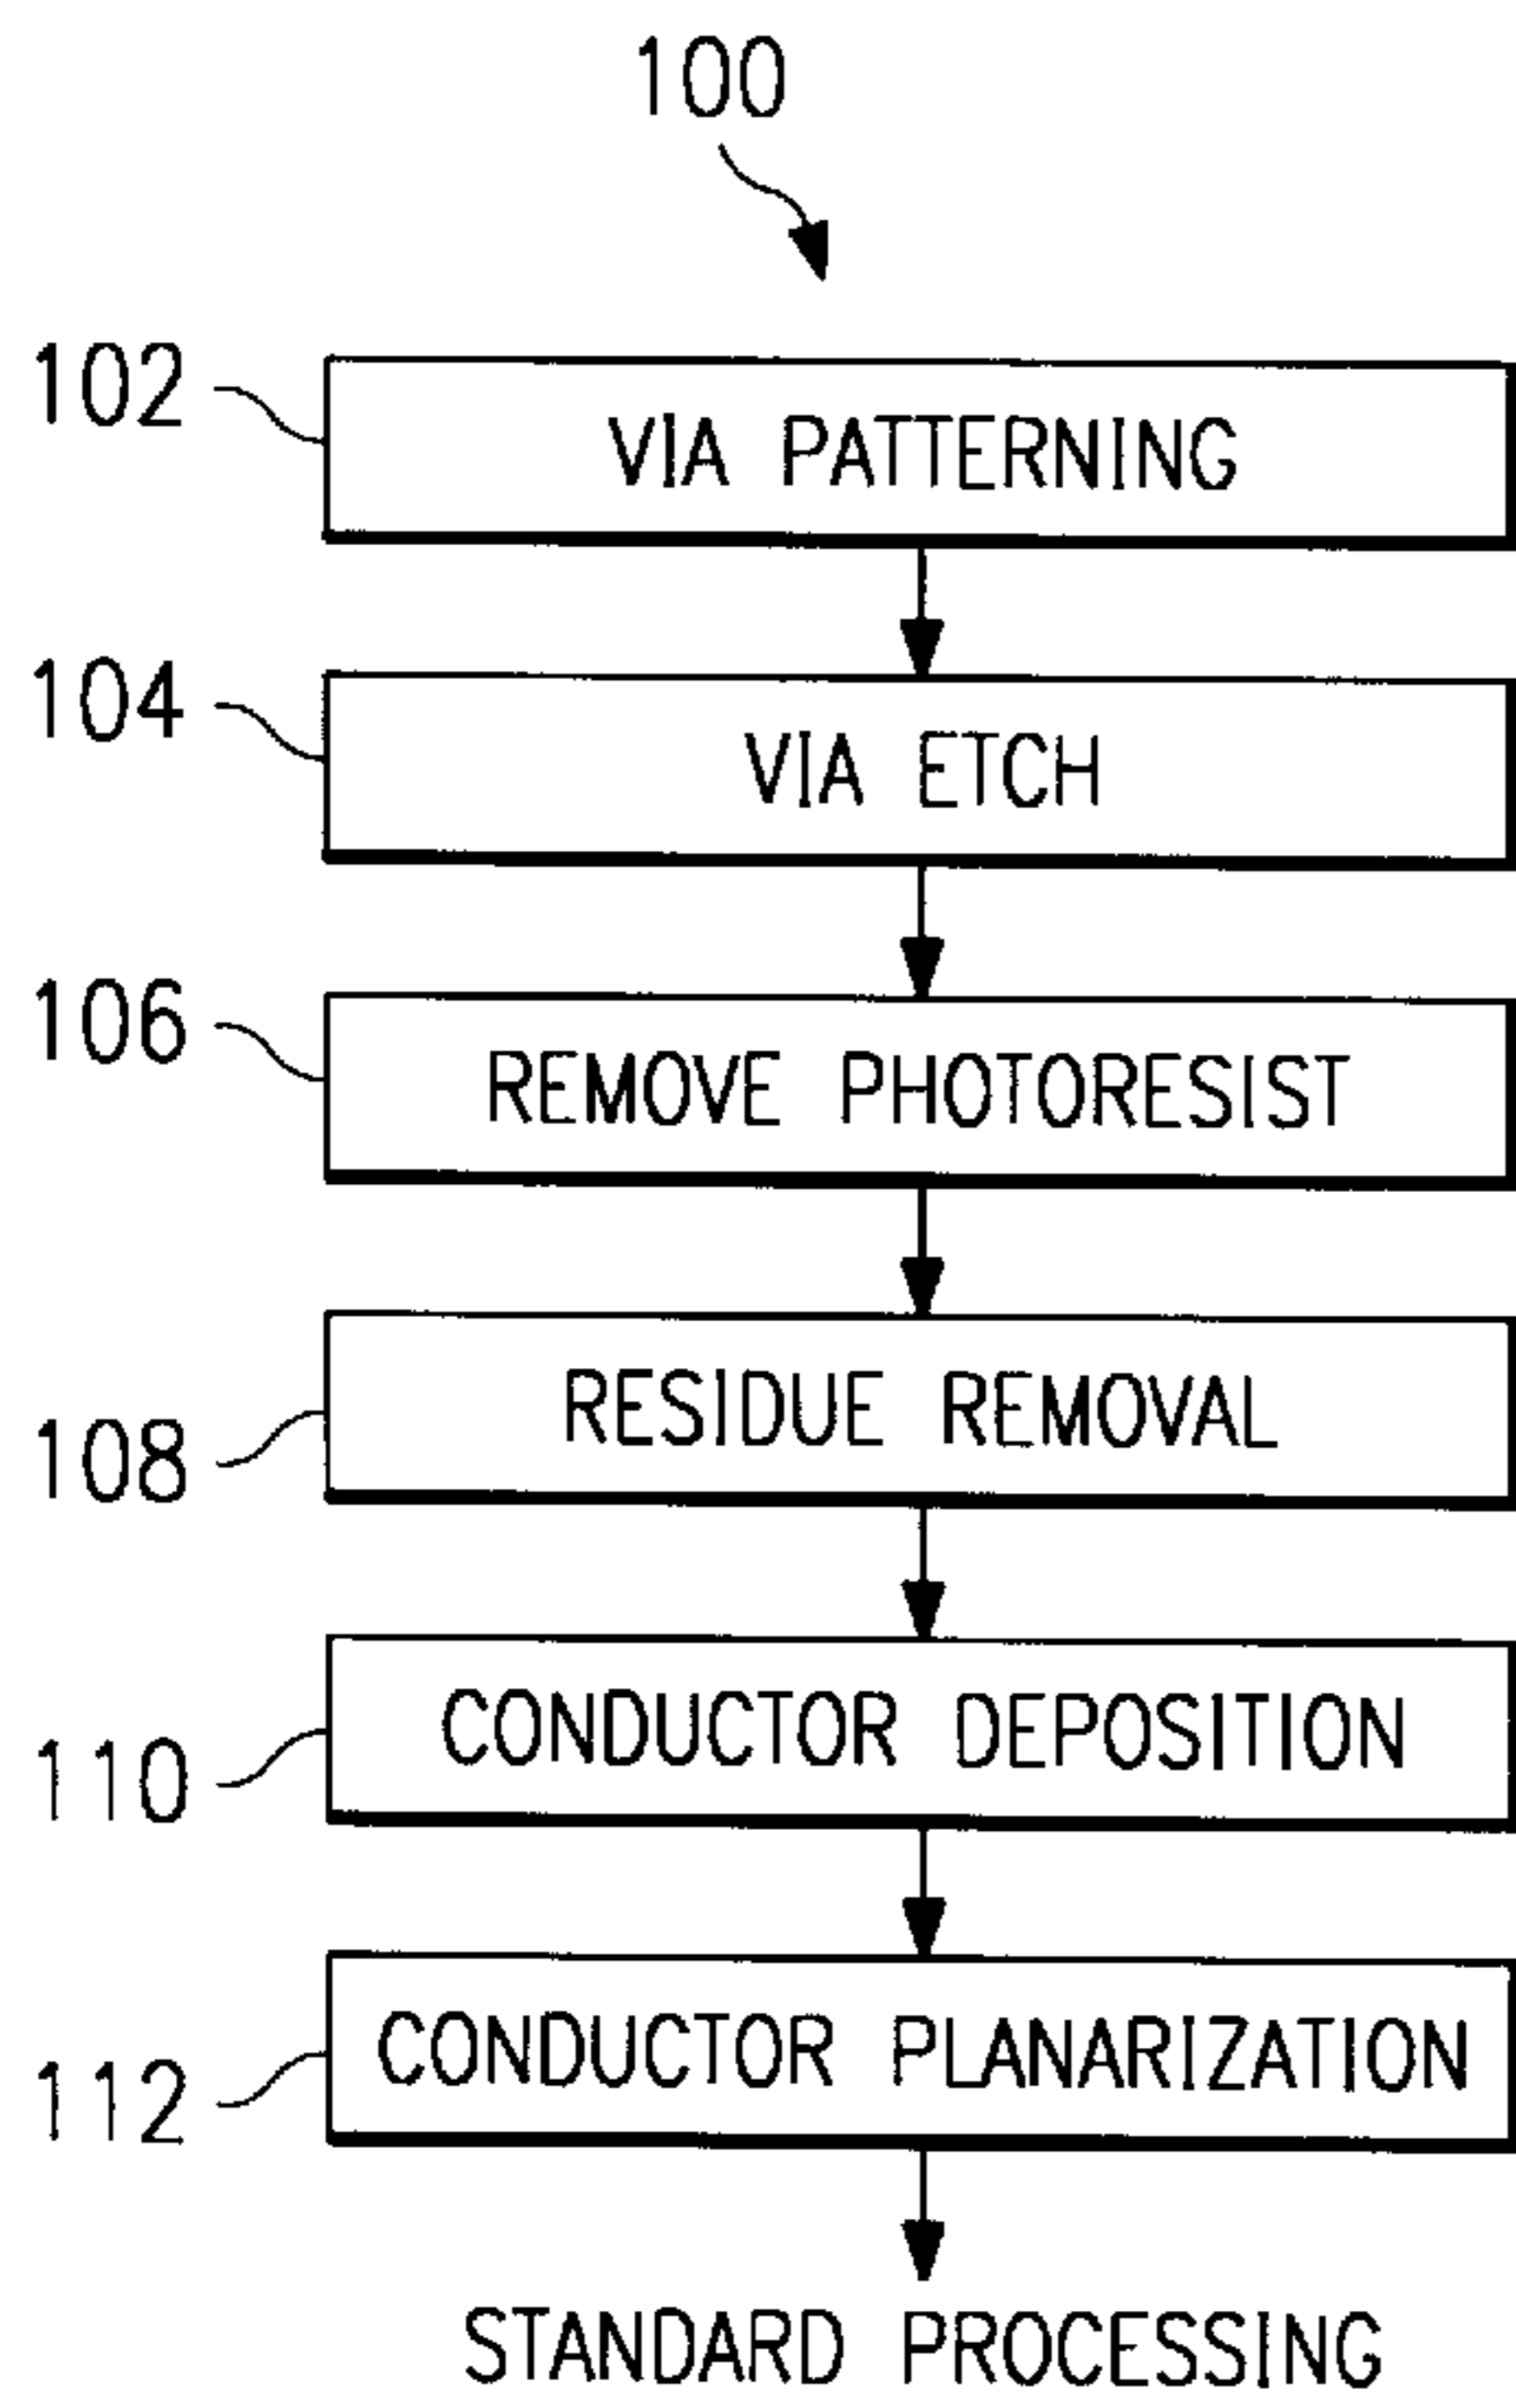 100
102
VIA PATTERNING
104
VIA ETCH
106
REMOVE PHOTORESIST
108
RESIDUE REMOVAL
110
CONDUCTOR DEPOSITION
112
CONDUCTOR PLANARIZATION
STANDARD PROCESSING